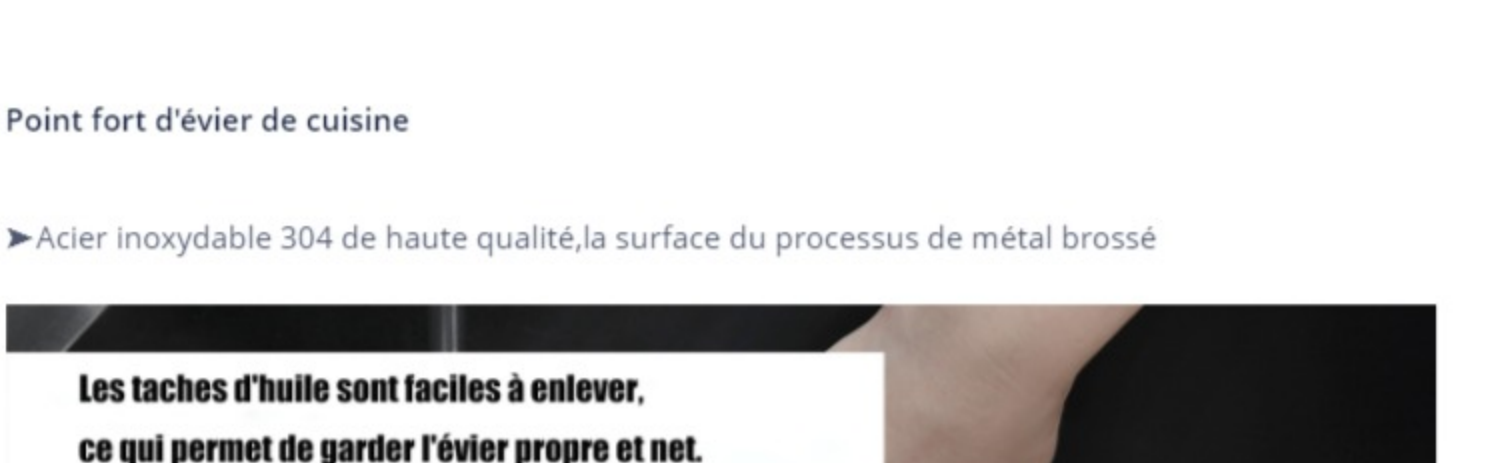 Point fort d'évier de cuisine
➤Acier inoxydable 304 de haute qualité,la surface du processus de métal brossé
Les taches d'huile sont faciles à enlever,
ce qui permet de garder l'évier propre et net.